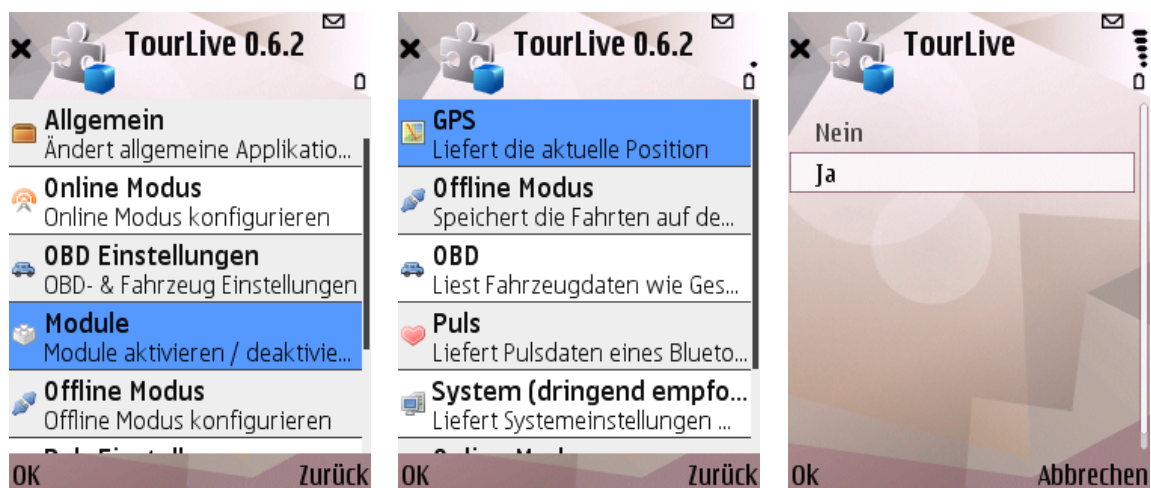 TourLive 0.6.2
Allgemein
Ändert allgemeine Applikatio...
Online Modus
Online Modus konfigurieren
OBD Einstellungen
OBD- & Fahrzeug Einstellungen
Module
Module aktivieren / deaktivie...
Offline Modus
Offline Modus konfigurieren
OK
Zurück
TourLive 0.6.2
GPS
Liefert die aktuelle Position
Offline Modus
Speichert die Fahrten auf de...
OBD
Liest Fahrzeugdaten wie Ges...
Puls
Liefert Pulsdaten eines Blueto...
System (dringend empfo...
Liefert Systemeinstellungen ...
OK
Zurück
TourLive
Nein
Ja
Ok
Abbrechen